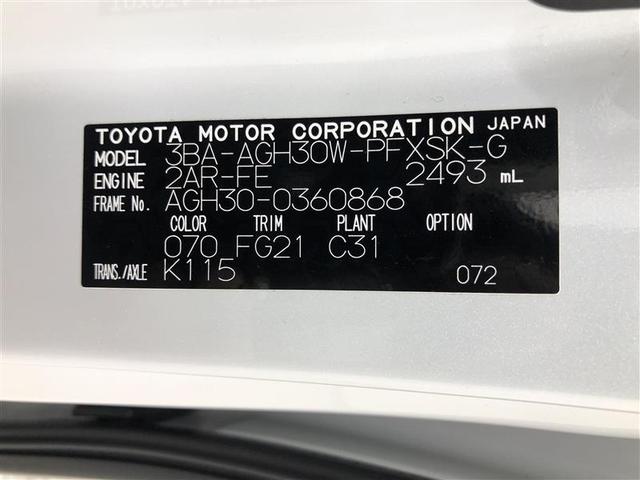 TOYOTA MOTOR CORPORATION JAPAN
MODEL 3BA-AGH30W-PFXSK-G
ENGINE 2AR-FE 2493 mL
FRAME No. AGH30-0360868
COLOR TRIM PLANT OPTION
070 FG21 C31
TRANS./AXLE K115 072